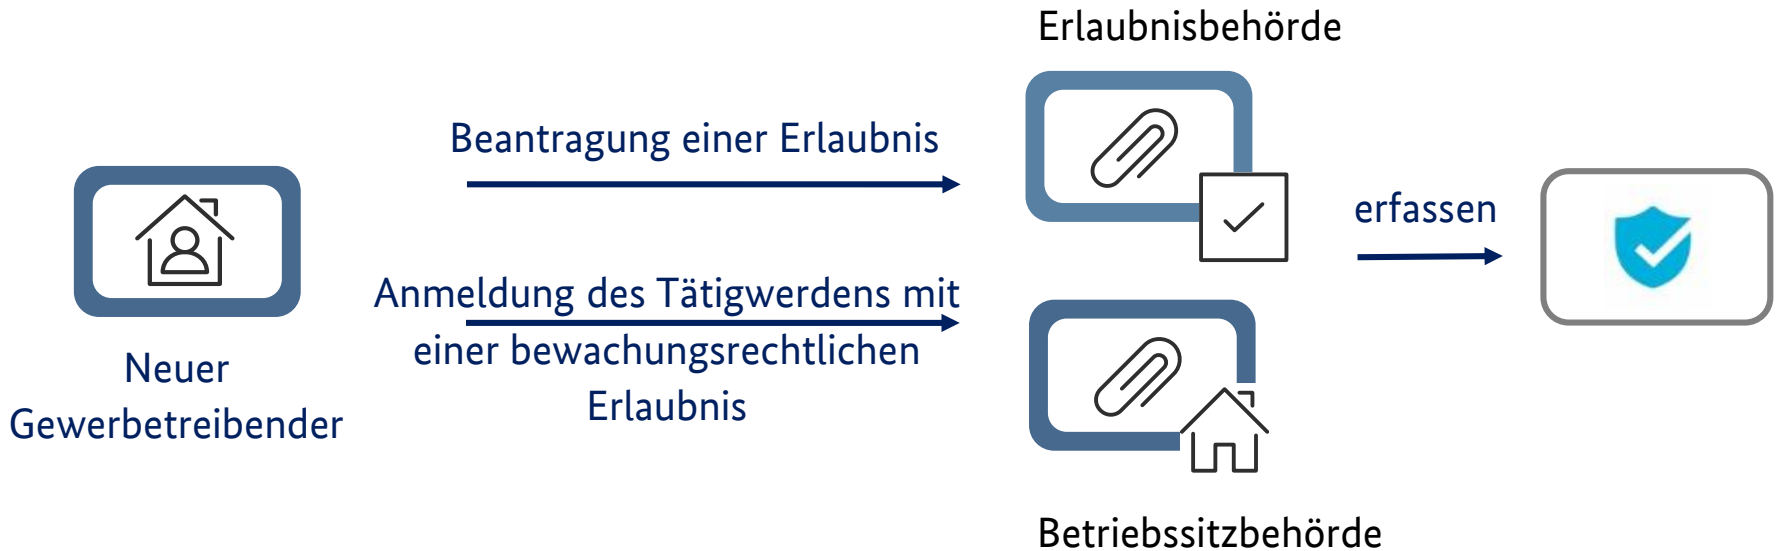 Erlaubnisbehörde
Beantragung einer Erlaubnis
erfassen
Anmeldung des Tätigwerdens mit
einer bewachungsrechtlichen
Erlaubnis
Neuer
Gewerbetreibender
Betriebssitzbehörde